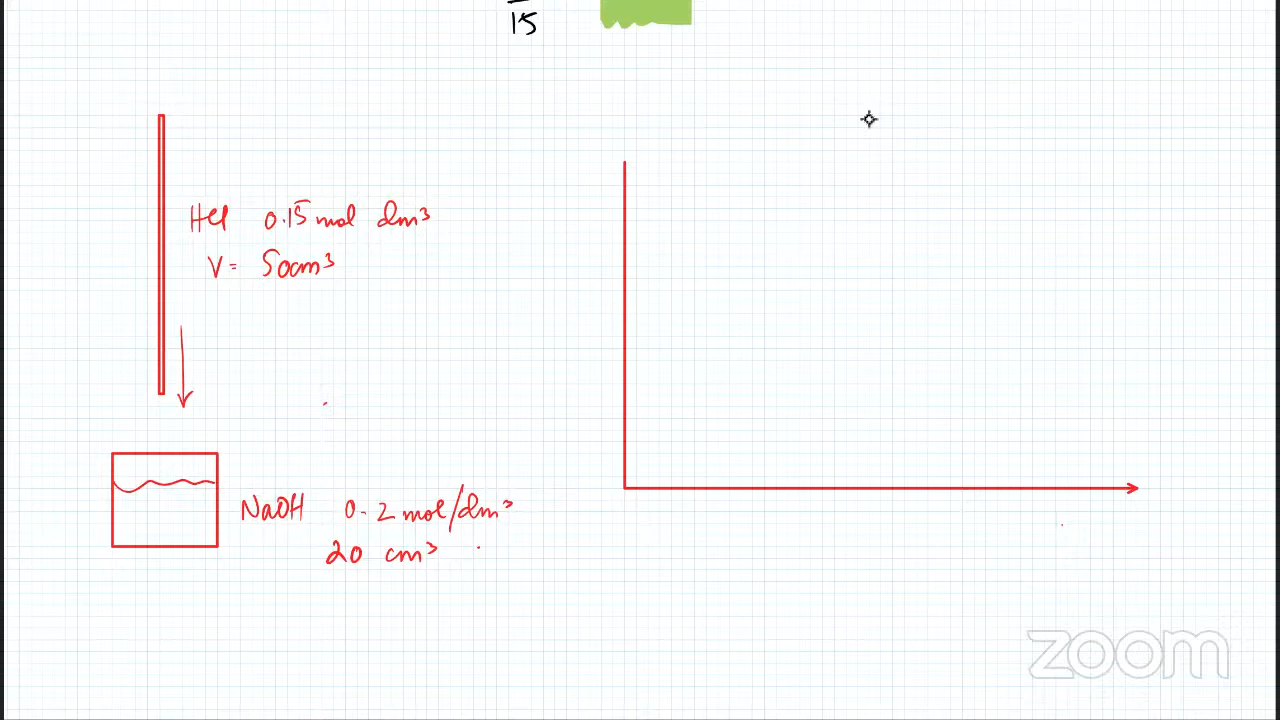 15
HCl 0.15 mol dm³
V = 50cm³
NaOH 0.2 mol/dm³
20 cm³
zoom